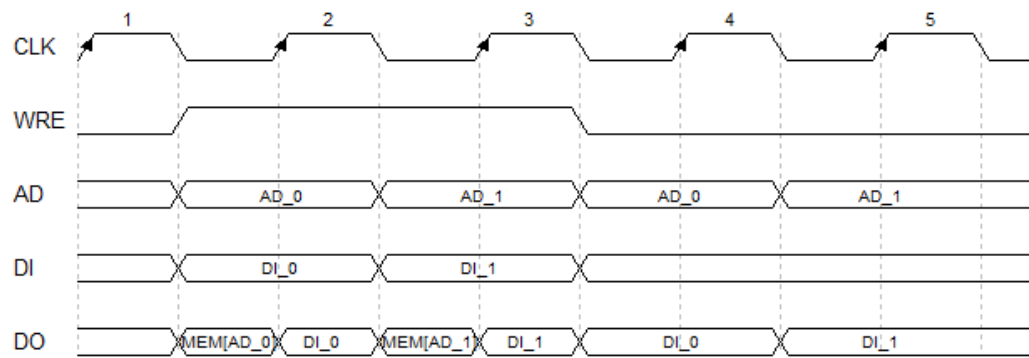 1 2 3 4 5
CLK
WRE
AD AD_0 AD_1 AD_0 AD_1
DI DI_0 DI_1
DO MEM[AD_0] DI_0 MEM[AD_1] DI_1 DI_0 DI_1